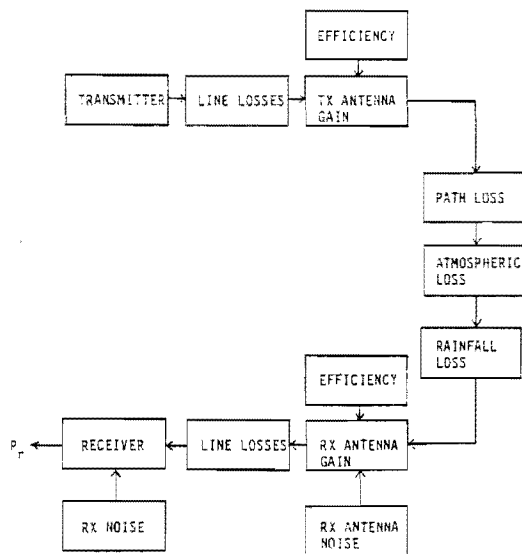 EFFICIENCY
TRANSMITTER
LINE LOSSES
TX ANTENNA
GAIN
PATH LOSS
ATMOSPHERIC
LOSS
RAINFALL
LOSS
EFFICIENCY
RX ANTENNA
GAIN
LINE LOSSES
RECEIVER
Pr
RX NOISE
RX ANTENNA
NOISE